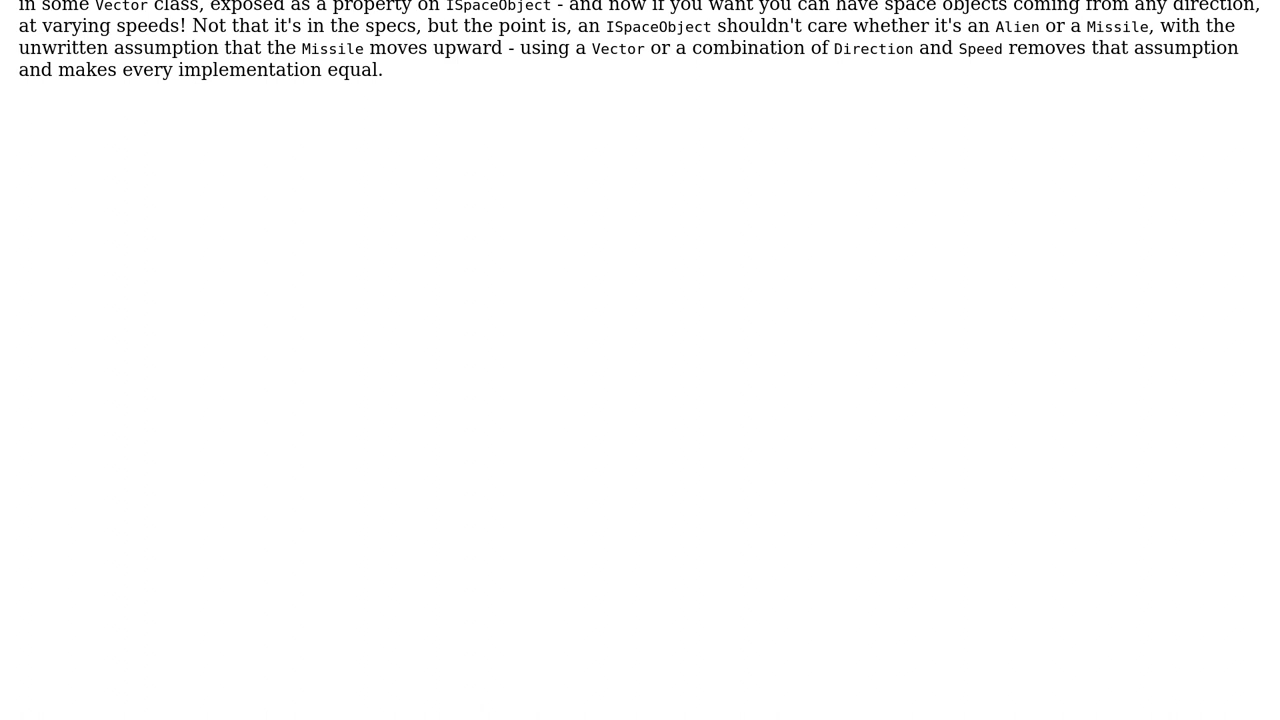 in some Vector class, exposed as a property on ISpaceObject - and now if you want you can have space objects coming from any direction,
at varying speeds! Not that it's in the specs, but the point is, an ISpaceObject shouldn't care whether it's an Alien or a Missile, with the
unwritten assumption that the Missile moves upward - using a Vector or a combination of Direction and Speed removes that assumption
and makes every implementation equal.